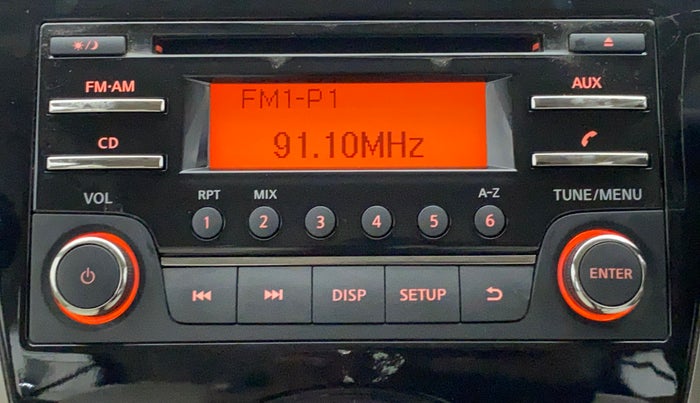 FM·AM
CD
FM1-P1
91.10MHz
AUX
VOL
RPT
MIX
A-Z
TUNE/MENU
1
2
3
4
5
6
DISP
SETUP
ENTER